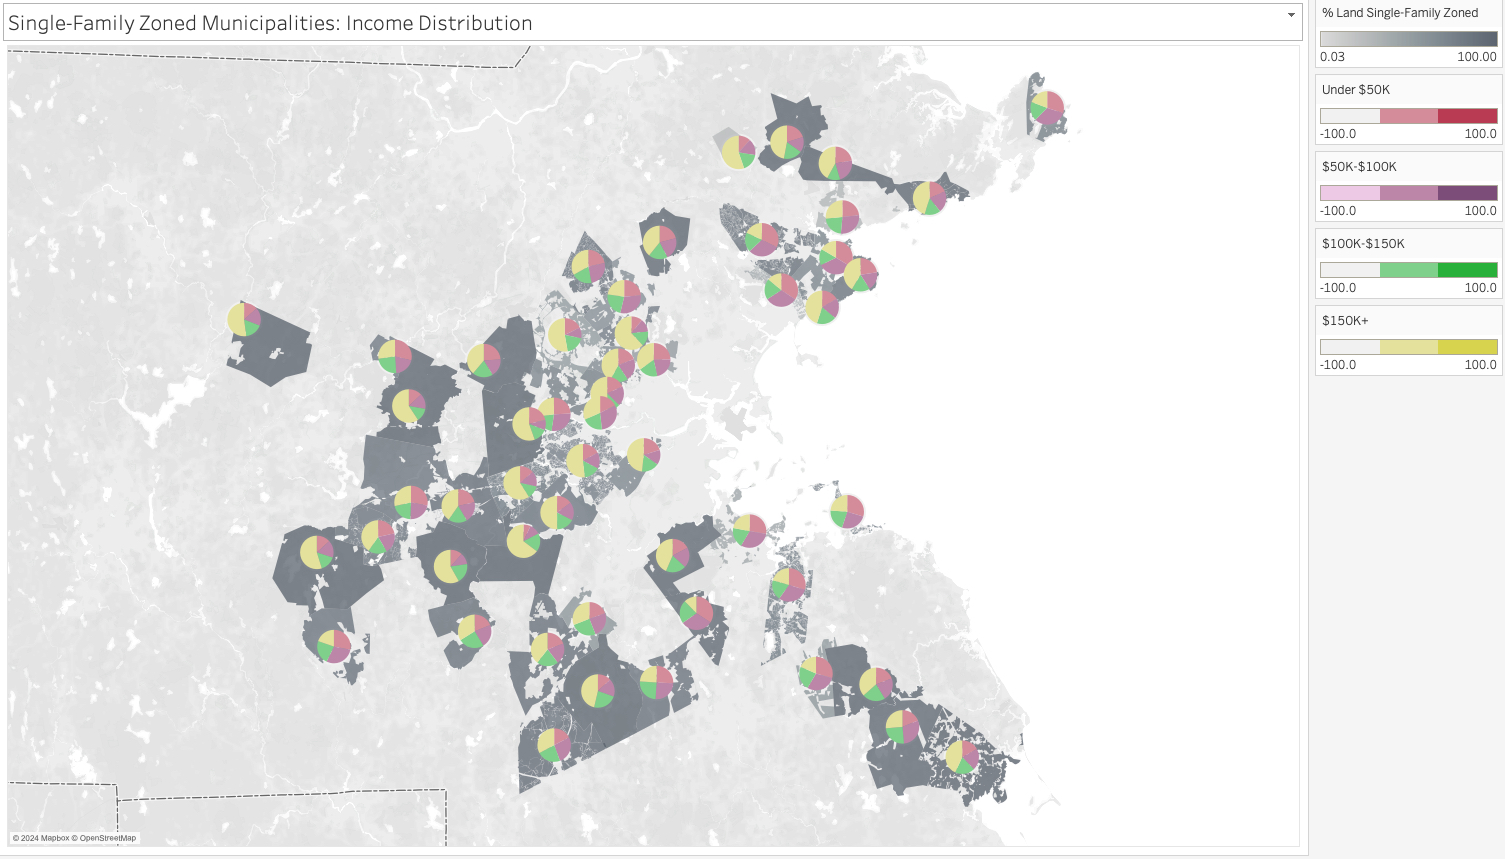 Single-Family Zoned Municipalities: Income Distribution
% Land Single-Family Zoned
0.03 100.00
Under $50K
-100.0 100.0
$50K-$100K
-100.0 100.0
$100K-$150K
-100.0 100.0
$150K+
-100.0 100.0
© 2024 Mapbox © OpenStreetMap